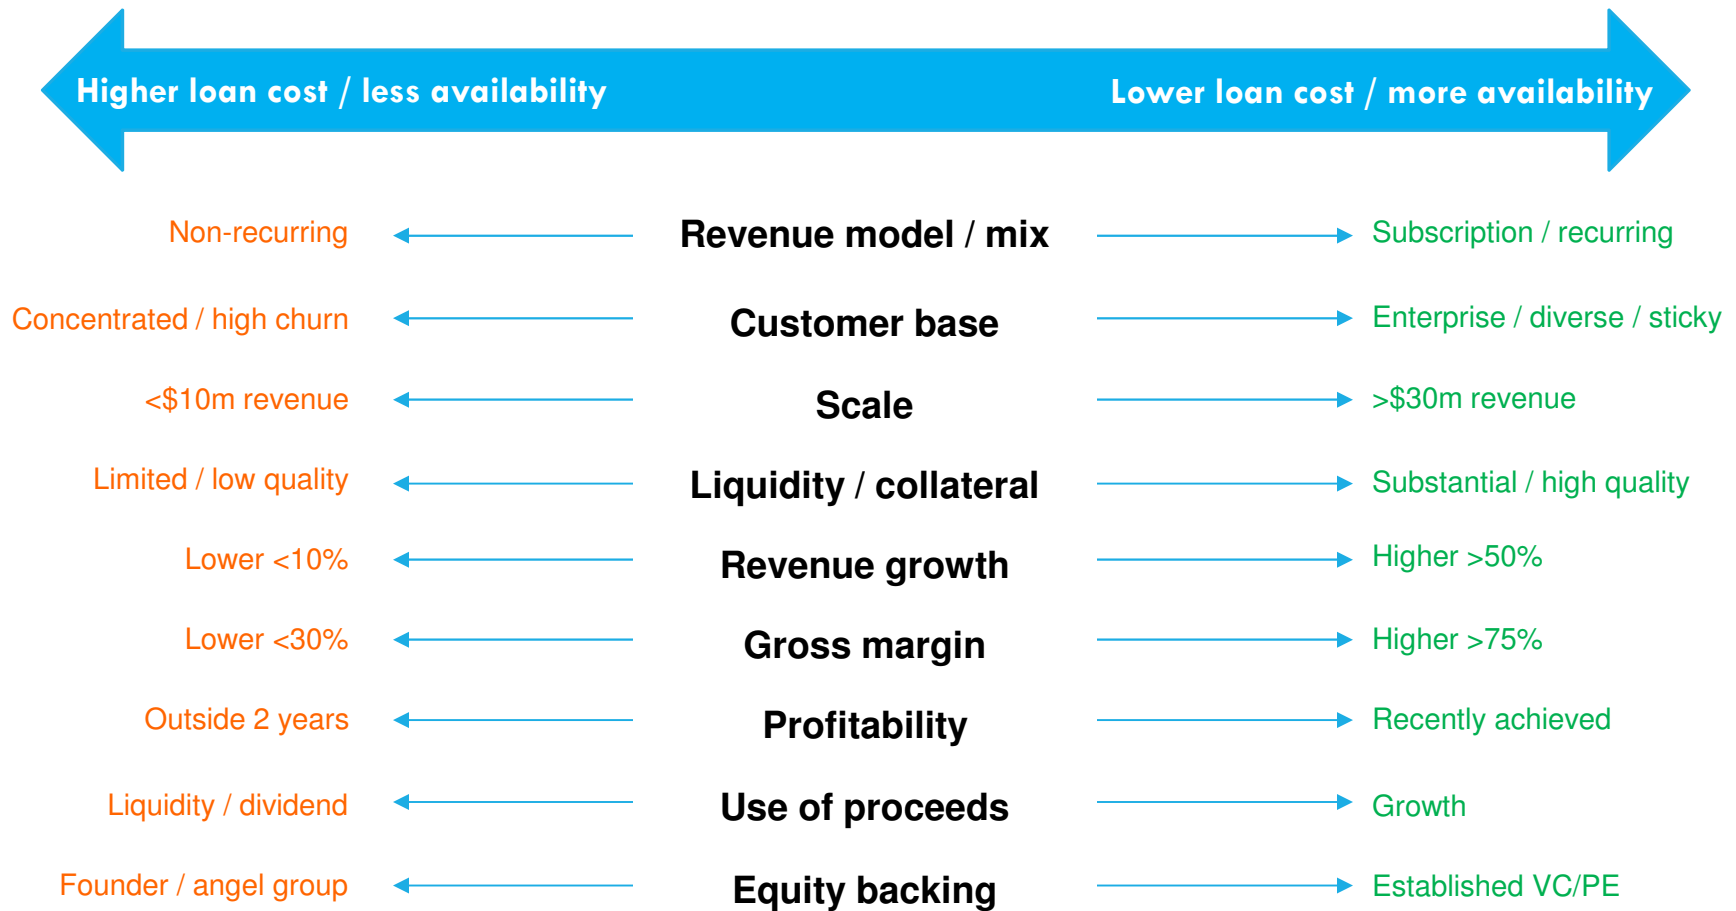 Higher loan cost / less availability
Lower loan cost / more availability
Non-recurring
Revenue model / mix
Subscription / recurring
Concentrated / high churn
Customer base
Enterprise / diverse / sticky
<$10m revenue
Scale
>$30m revenue
Limited / low quality
Liquidity / collateral
Substantial / high quality
Lower <10%
Revenue growth
Higher >50%
Lower <30%
Gross margin
Higher >75%
Outside 2 years
Profitability
Recently achieved
Liquidity / dividend
Use of proceeds
Growth
Founder / angel group
Equity backing
Established VC/PE